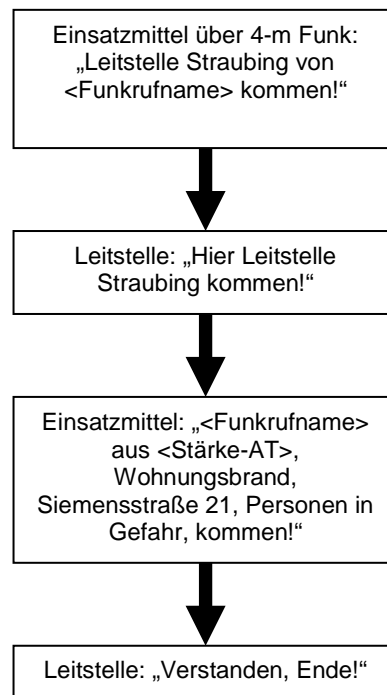 Einsatzmittel über 4-m Funk:
„Leitstelle Straubing von
<Funkrufname> kommen!“
Leitstelle: „Hier Leitstelle
Straubing kommen!“
Einsatzmittel: „<Funkrufname>
aus <Stärke-AT>,
Wohnungsbrand,
Siemensstraße 21, Personen in
Gefahr, kommen!“
Leitstelle: „Verstanden, Ende!“